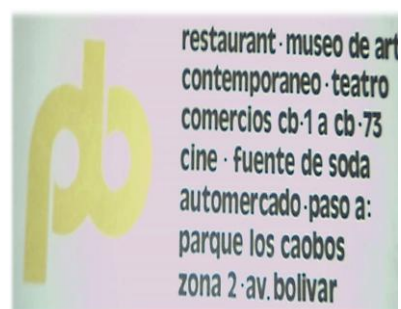 pb
restaurant·museo de art
contemporaneo·teatro
comercios cb·1 a cb·73
cine·fuente de soda
automercado·paso a:
parque los caobos
zona 2·av. bolivar